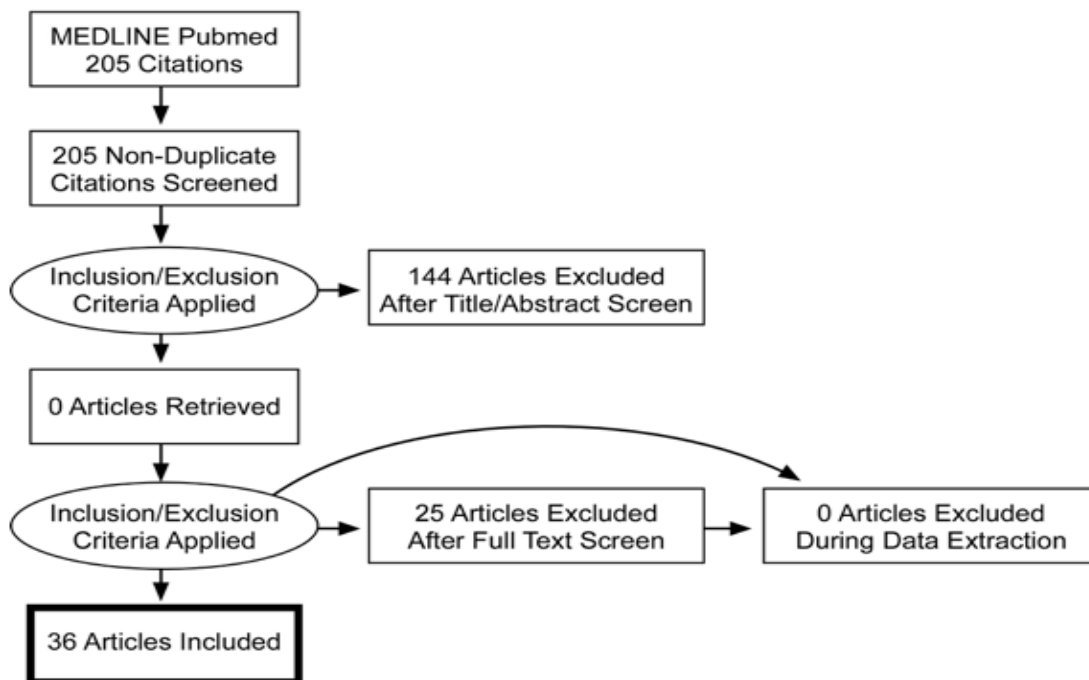 MEDLINE Pubmed
205 Citations
205 Non-Duplicate
Citations Screened
Inclusion/Exclusion
Criteria Applied
144 Articles Excluded
After Title/Abstract Screen
0 Articles Retrieved
Inclusion/Exclusion
Criteria Applied
25 Articles Excluded
After Full Text Screen
0 Articles Excluded
During Data Extraction
36 Articles Included